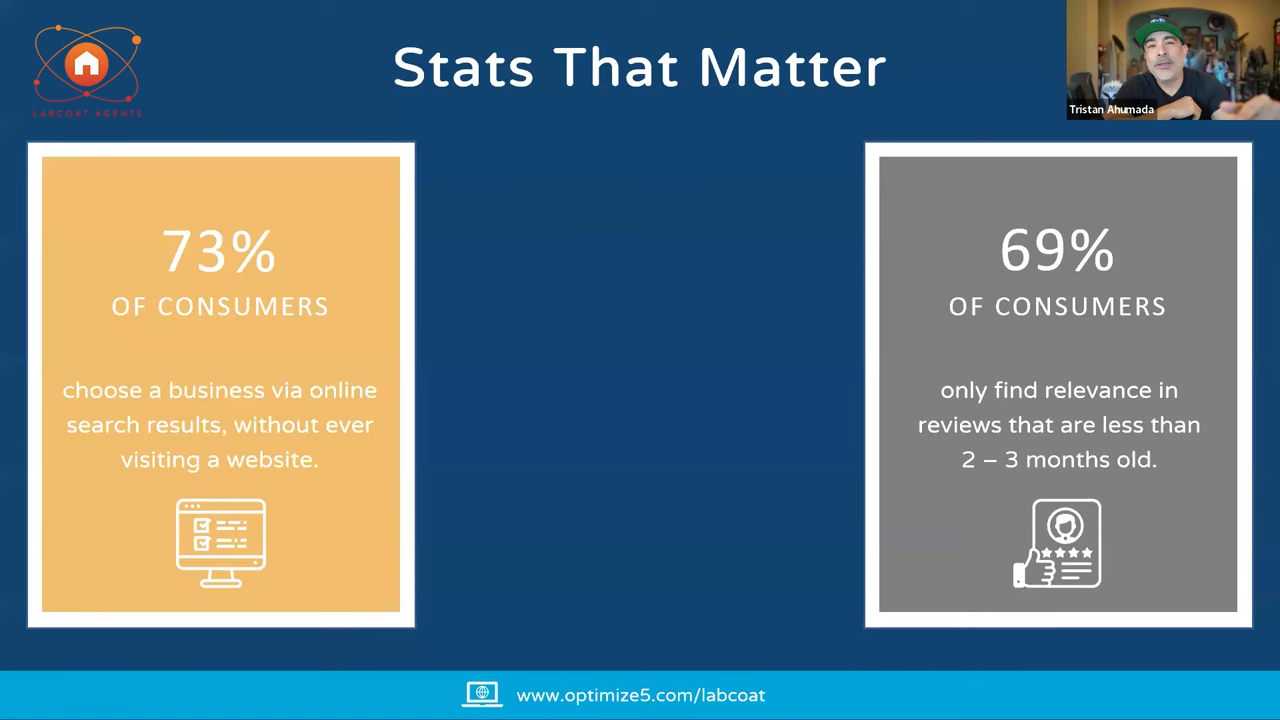 LABCOAT AGENTS
Stats That Matter
Tristan Ahumada
73%
OF CONSUMERS
choose a business via online
search results, without ever
visiting a website.
69%
OF CONSUMERS
only find relevance in
reviews that are less than
2 – 3 months old.
www.optimize5.com/labcoat